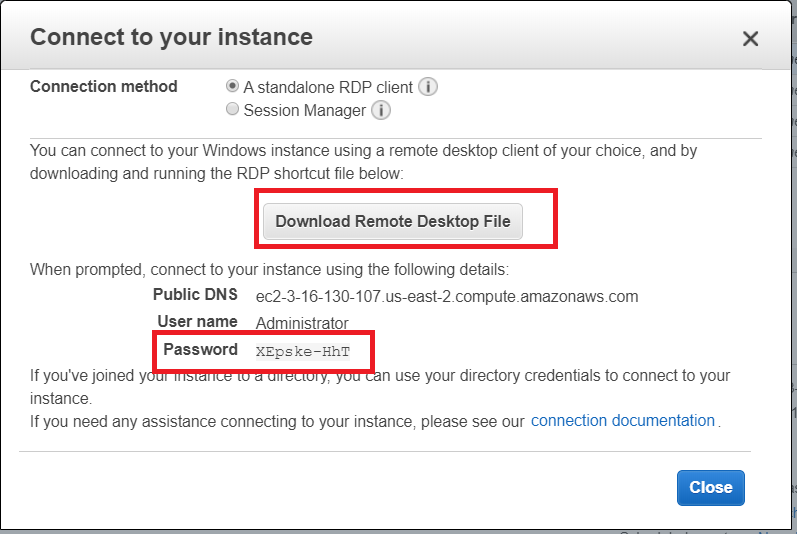 Connect to your instance
Connection method
A standalone RDP client
Session Manager
You can connect to your Windows instance using a remote desktop client of your choice, and by
downloading and running the RDP shortcut file below:
Download Remote Desktop File
When prompted, connect to your instance using the following details:
Public DNS ec2-3-16-130-107.us-east-2.compute.amazonaws.com
User name Administrator
Password XEpske-HhT
If you've joined your instance to a directory, you can use your directory credentials to connect to your
instance.
If you need any assistance connecting to your instance, please see our connection documentation .
Close